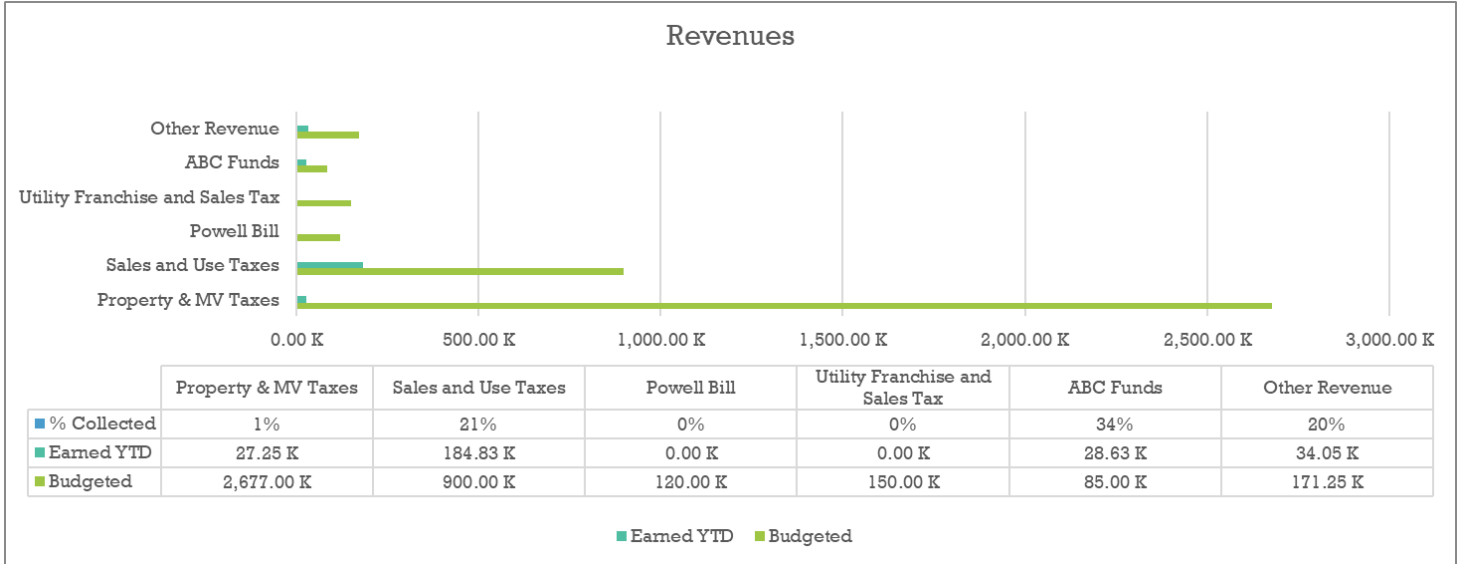 Revenues
Other Revenue
ABC Funds
Utility Franchise and Sales Tax
Powell Bill
Sales and Use Taxes
Property & MV Taxes
0.00 K 500.00 K 1,000.00 K 1,500.00 K 2,000.00 K 2,500.00 K 3,000.00 K
Property & MV Taxes Sales and Use Taxes Powell Bill Utility Franchise and Sales Tax ABC Funds Other Revenue
% Collected 1% 21% 0% 0% 34% 20%
Earned YTD 27.25 K 184.83 K 0.00 K 0.00 K 28.63 K 34.05 K
Budgeted 2,677.00 K 900.00 K 120.00 K 150.00 K 85.00 K 171.25 K
Earned YTD Budgeted